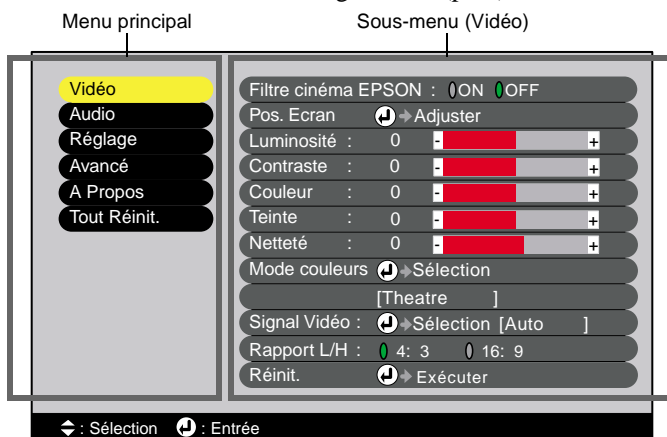 Menu principal
Sous-menu (Vidéo)
Vidéo
Audio
Réglage
Avancé
A Propos
Tout Réinit.
Filtre cinéma EPSON : ON OFF
Pos. Ecran Adjuster
Luminosité : 0 - +
Contraste : 0 - +
Couleur : 0 - +
Teinte : 0 - +
Netteté : 0 - +
Mode couleurs Sélection
[Theatre ]
Signal Vidéo : Sélection [Auto ]
Rapport L/H : 4: 3 16: 9
Réinit. Exécuter
: Sélection : Entrée